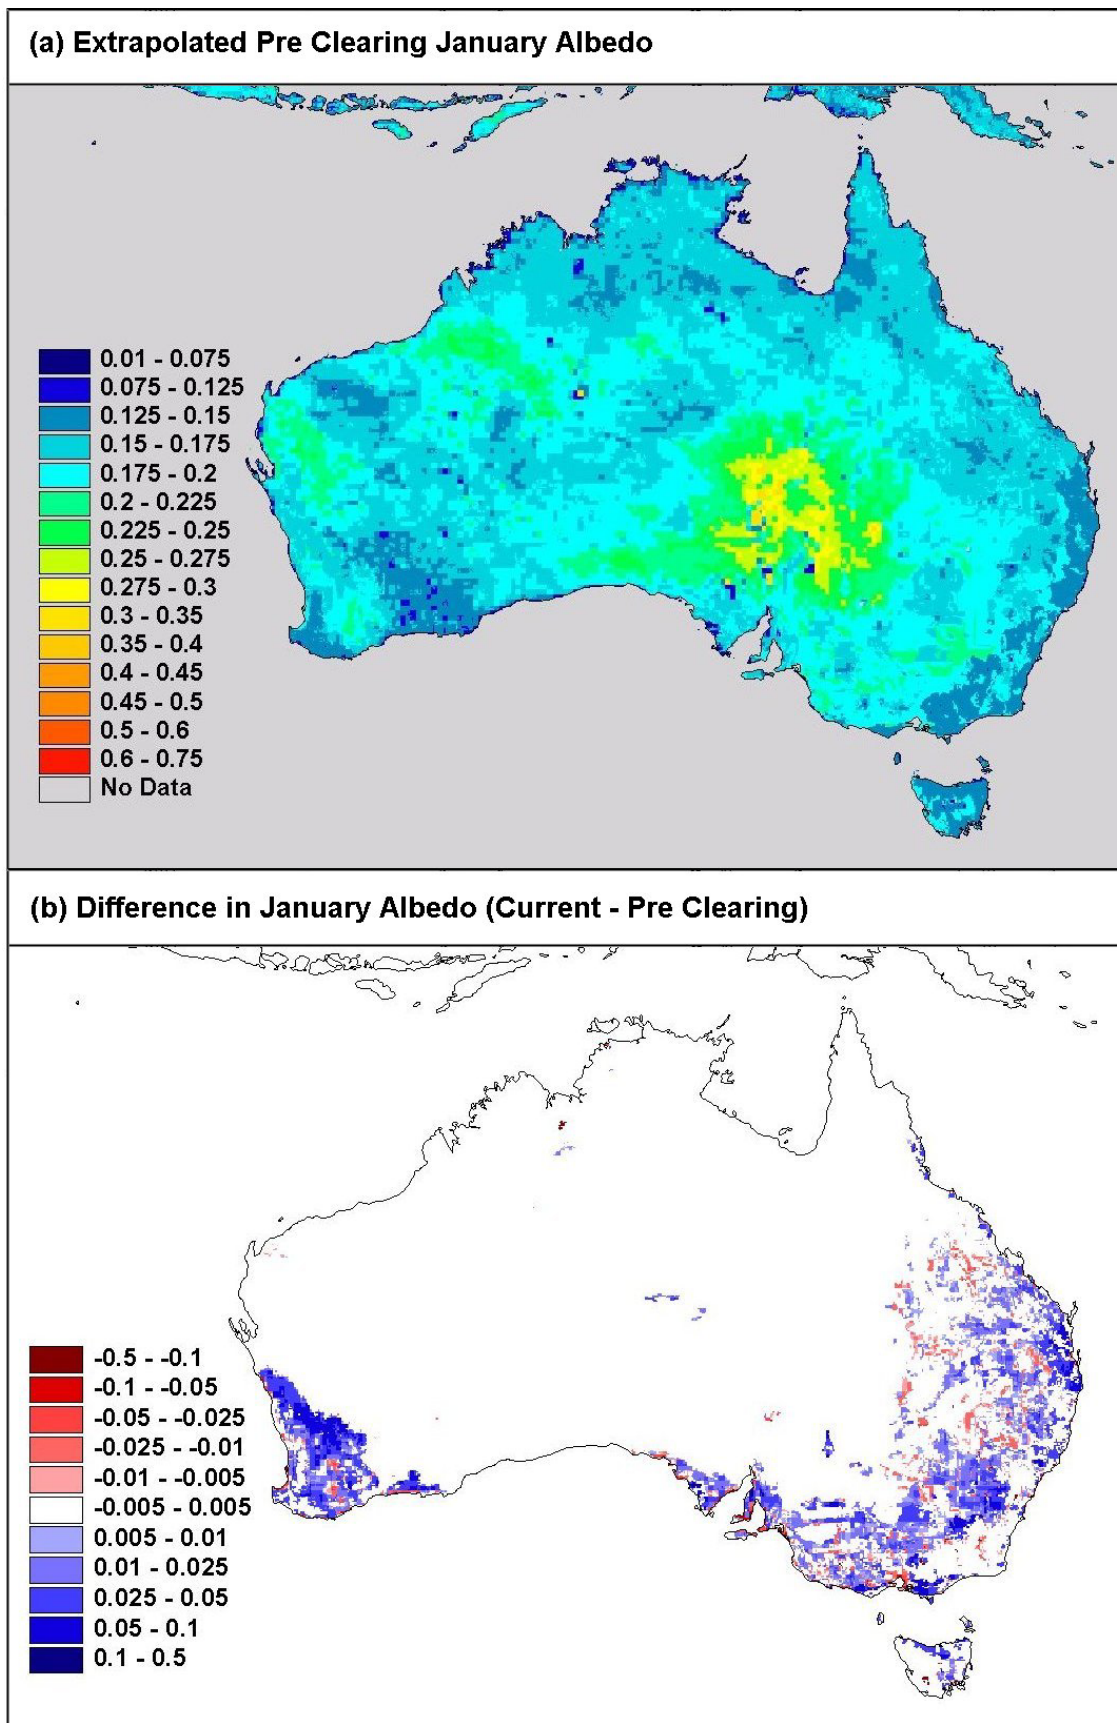 (a) Extrapolated Pre Clearing January Albedo
0.01 - 0.075
0.075 - 0.125
0.125 - 0.15
0.15 - 0.175
0.175 - 0.2
0.2 - 0.225
0.225 - 0.25
0.25 - 0.275
0.275 - 0.3
0.3 - 0.35
0.35 - 0.4
0.4 - 0.45
0.45 - 0.5
0.5 - 0.6
0.6 - 0.75
No Data
(b) Difference in January Albedo (Current - Pre Clearing)
-0.5 - -0.1
-0.1 - -0.05
-0.05 - -0.025
-0.025 - -0.01
-0.01 - -0.005
-0.005 - 0.005
0.005 - 0.01
0.01 - 0.025
0.025 - 0.05
0.05 - 0.1
0.1 - 0.5